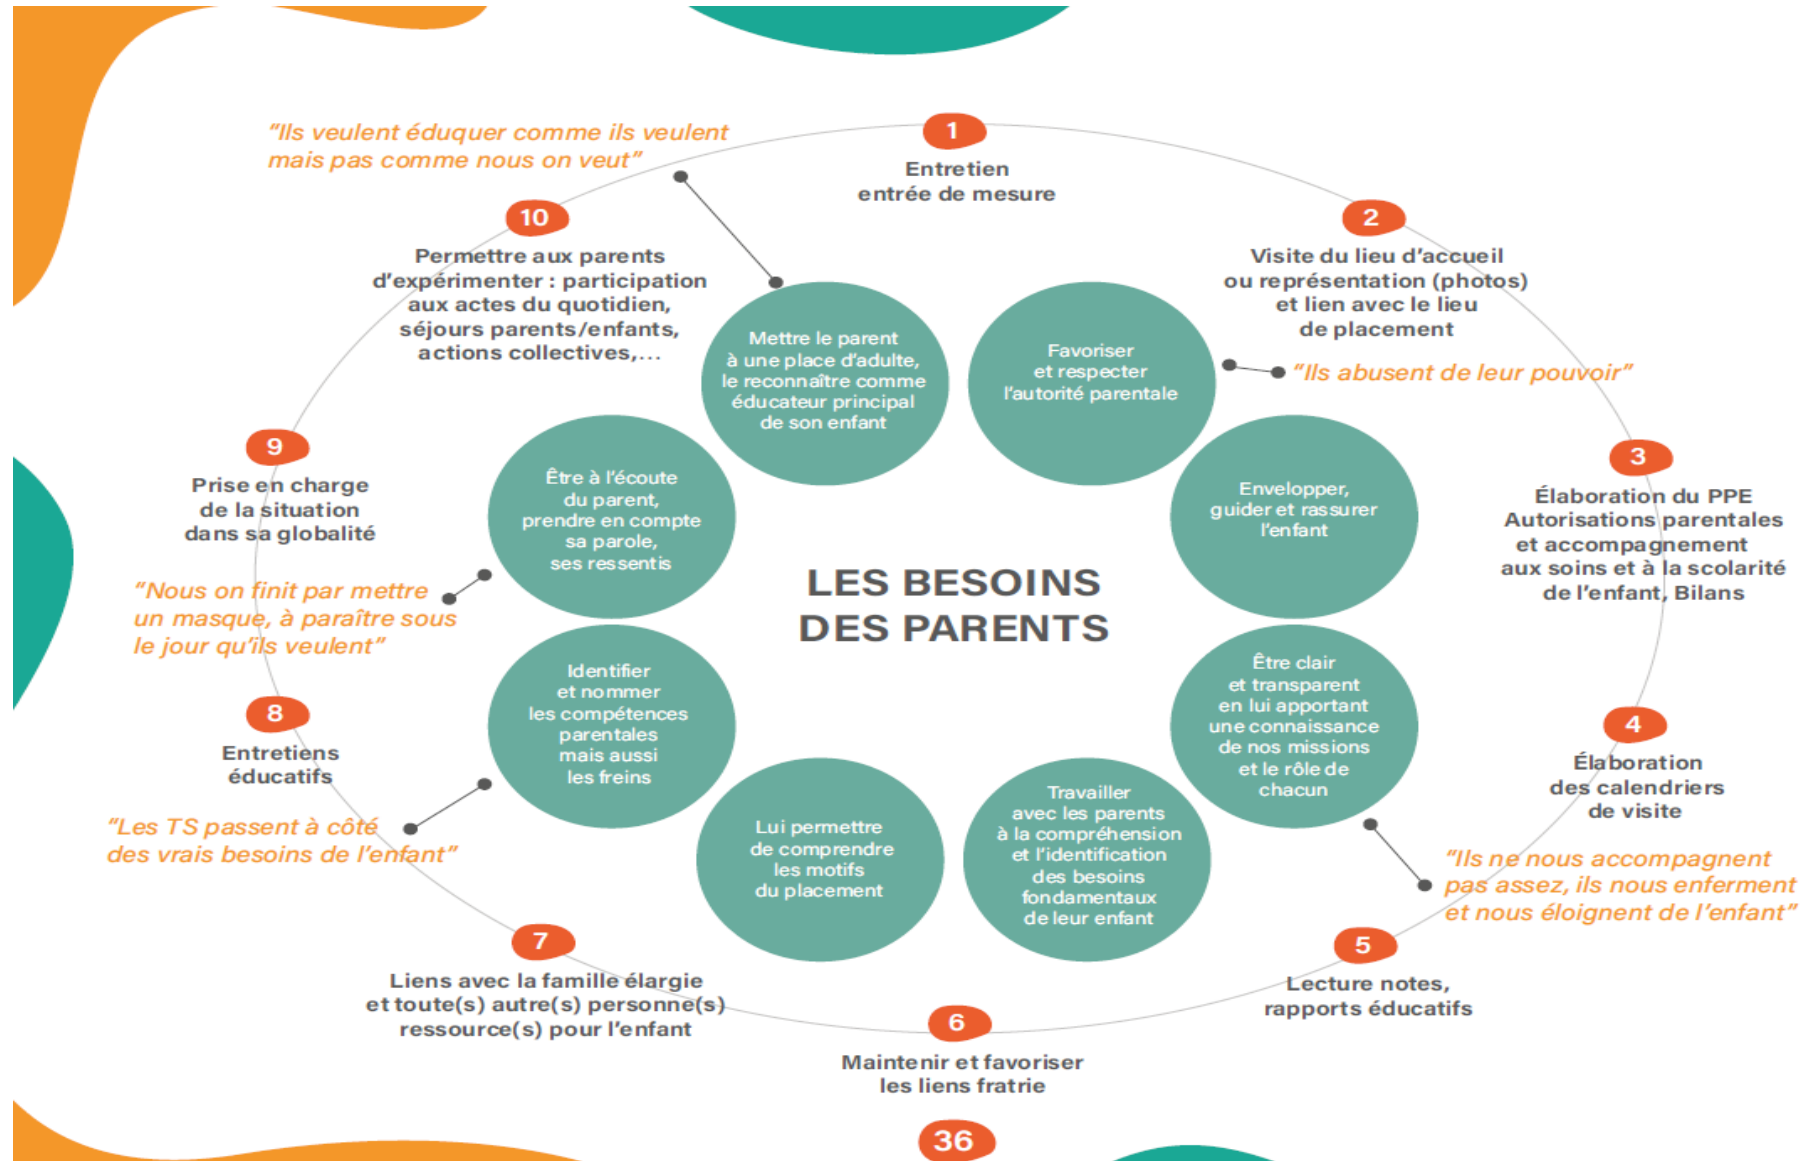 "Ils veulent éduquer comme ils veulent
mais pas comme nous on veut"
1
Entretien
entrée de mesure
2
Visite du lieu d'accueil
ou représentation (photos)
et lien avec le lieu
de placement
"Ils abusent de leur pouvoir"
3
Élaboration du PPE
Autorisations parentales
et accompagnement
aux soins et à la scolarité
de l'enfant, Bilans
4
Élaboration
des calendriers
de visite
"Ils ne nous accompagnent
pas assez, ils nous enferment
et nous éloignent de l'enfant"
5
Lecture notes,
rapports éducatifs
6
Maintenir et favoriser
les liens fratrie
7
Liens avec la famille élargie
et toute(s) autre(s) personne(s)
ressource(s) pour l'enfant
"Les TS passent à côté
des vrais besoins de l'enfant"
8
Entretiens
éducatifs
"Nous on finit par mettre
un masque, à paraître sous
le jour qu'ils veulent"
9
Prise en charge
de la situation
dans sa globalité
10
Permettre aux parents
d'expérimenter : participation
aux actes du quotidien,
séjours parents/enfants,
actions collectives,...
Mettre le parent
à une place d'adulte,
le reconnaître comme
éducateur principal
de son enfant
Favoriser
et respecter
l'autorité parentale
Envelopper,
guider et rassurer
l'enfant
Être clair
et transparent
en lui apportant
une connaissance
de nos missions
et le rôle de
chacun
Travailler
avec les parents
à la compréhension
et l'identification
des besoins
fondamentaux
de leur enfant
Lui permettre
de comprendre
les motifs
du placement
Identifier
et nommer
les compétences
parentales
mais aussi
les freins
Être à l'écoute
du parent,
prendre en compte
sa parole,
ses ressentis
LES BESOINS
DES PARENTS
36